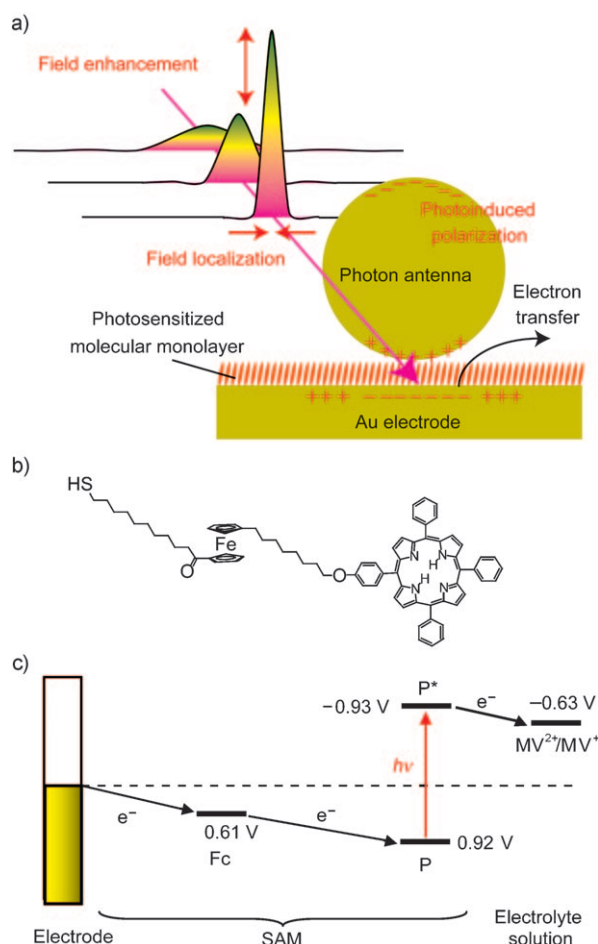 a)
Field enhancement
Field localization
Photoinduced
polarization
Photon antenna
Electron
transfer
Photosensitized
molecular monolayer
Au electrode
b)
HS
O
Fe
O
N
H
N
N
H
N
c)
P*
−0.93 V
e⁻
−0.63 V
MV²⁺/MV⁺
hν
e⁻
0.61 V
Fc
e⁻
0.92 V
P
Electrode
SAM
Electrolyte
solution